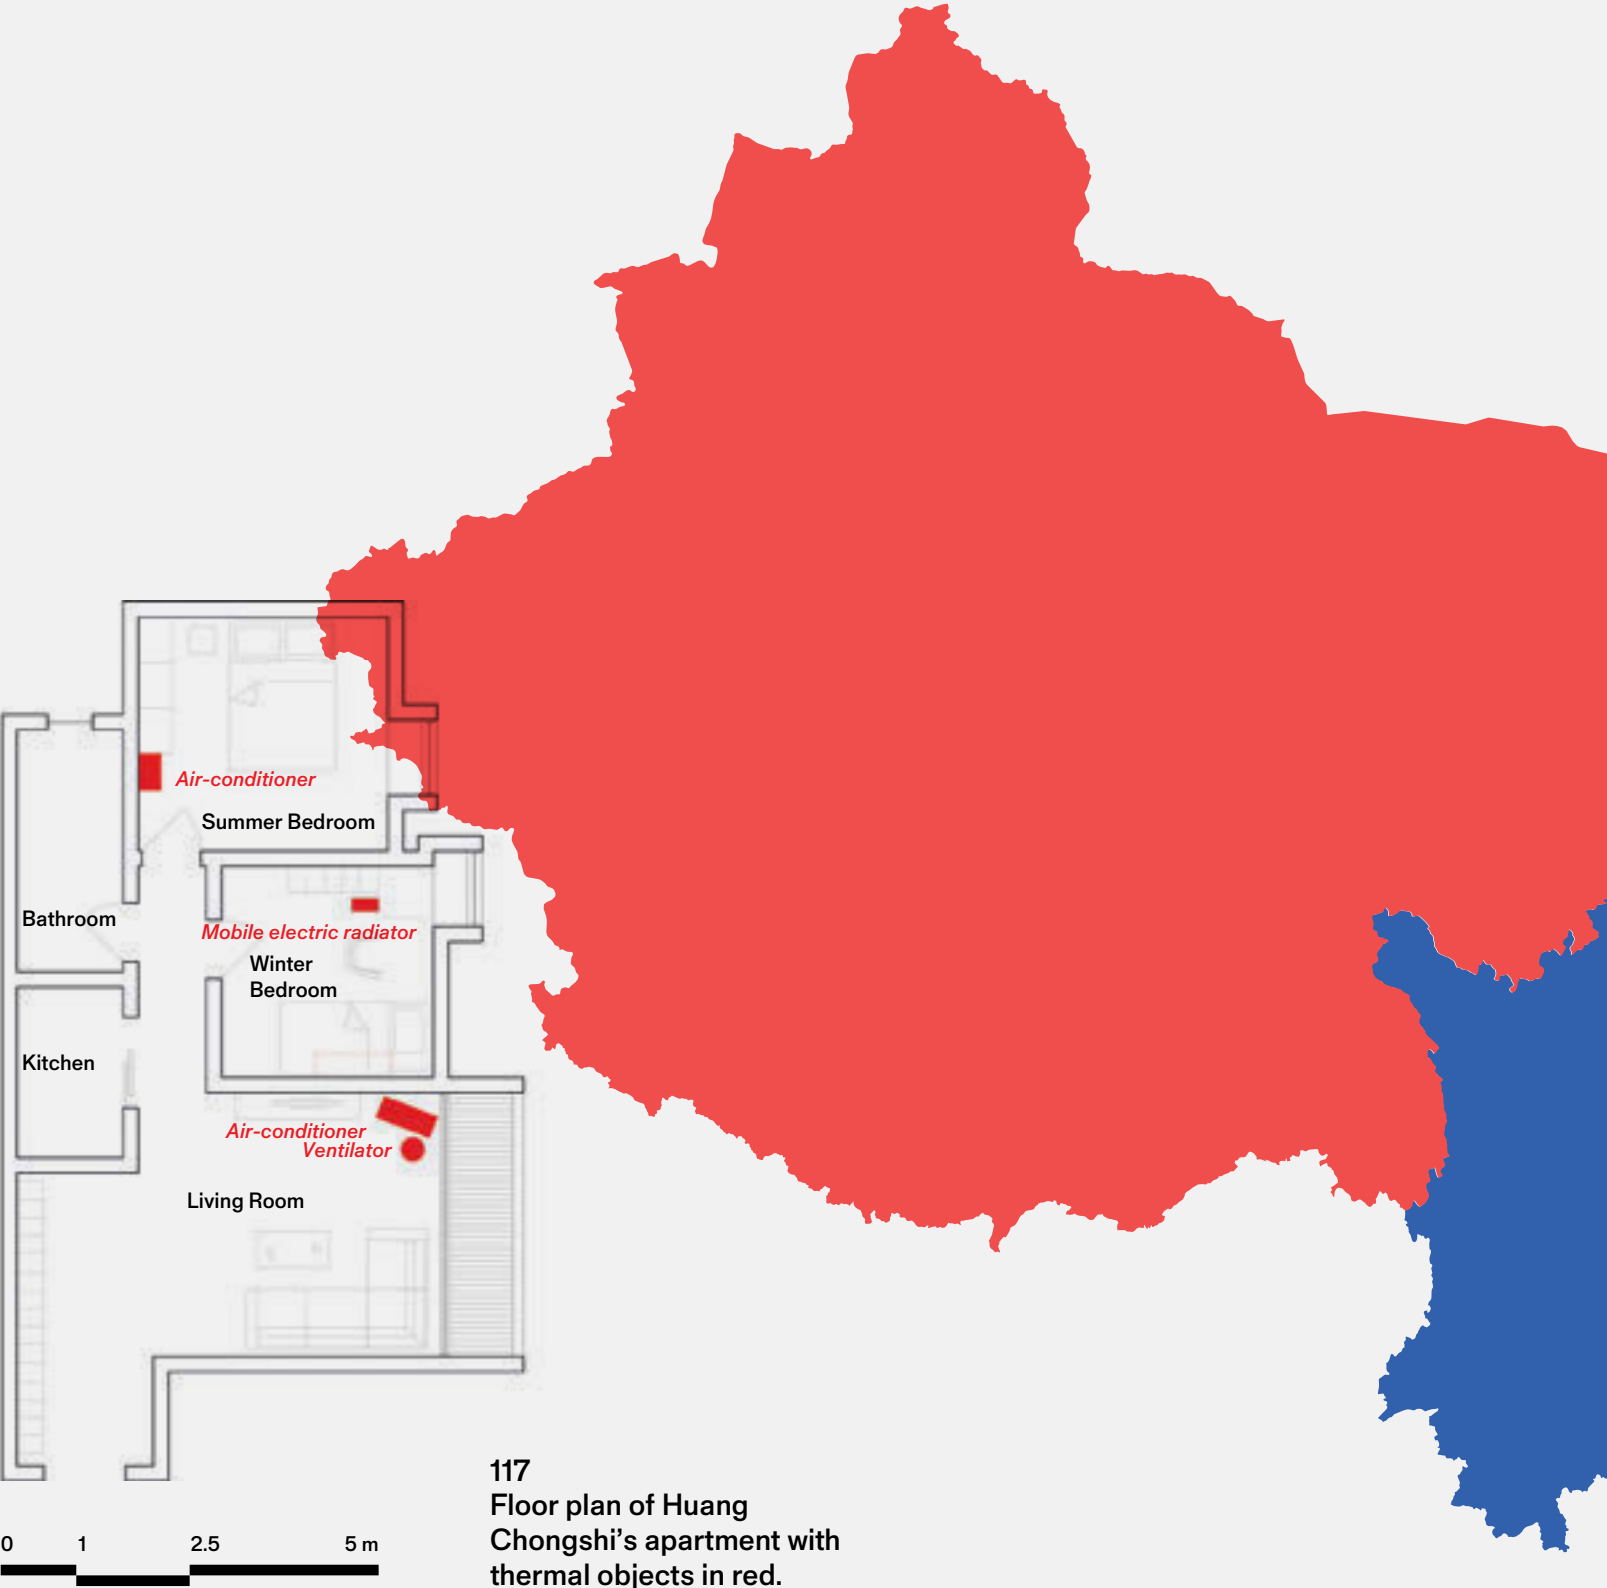 Air-conditioner
Summer Bedroom
Bathroom
Mobile electric radiator
Winter
Bedroom
Kitchen
Air-conditioner
Ventilator
Living Room
0 1 2.5 5 m
117
Floor plan of Huang
Chongshi’s apartment with
thermal objects in red.